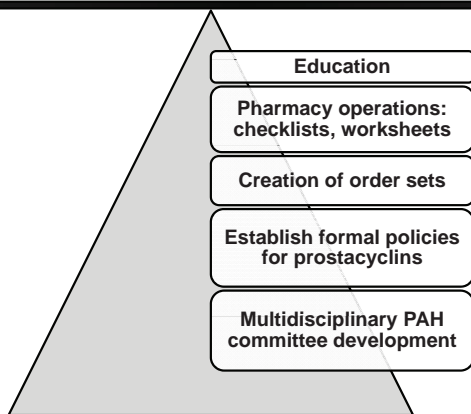 Education
Pharmacy operations:
checklists, worksheets
Creation of order sets
Establish formal policies
for prostacyclins
Multidisciplinary PAH
committee development